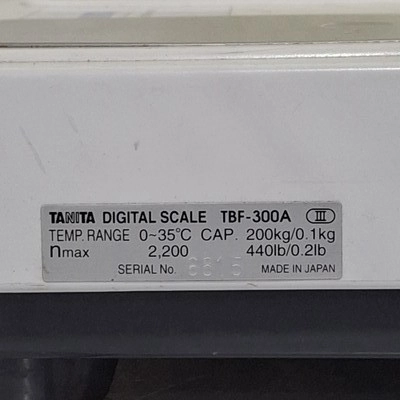 TANITA DIGITAL SCALE TBF-300A III
TEMP. RANGE 0~35℃ CAP. 200kg/0.1kg
nmax 2,200 440lb/0.2lb
SERIAL No. MADE IN JAPAN